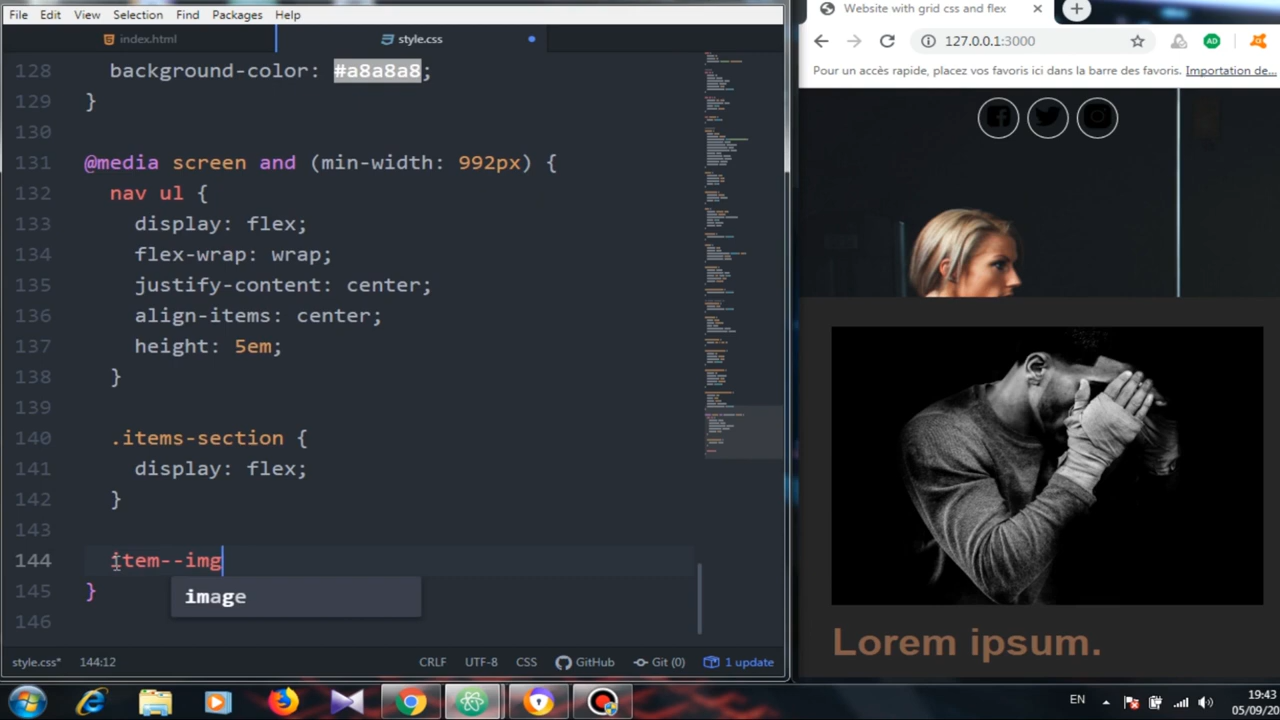 File Edit View Selection Find Packages Help
index.html
style.css
128 background-color: #a8a8a8;
129 }
130
131 @media screen and (min-width: 992px) {
132 nav ul {
133 display: flex;
134 flex-wrap: wrap;
135 justify-content: center;
136 align-items: center;
137 height: 5em;
138 }
139
140 .items-section {
141 display: flex;
142 }
143
144 item--img
image
145 }
146
style.css* 144:12 CRLF UTF-8 CSS GitHub Git (0) 1 update
Website with grid css and flex
127.0.0.1:3000
AD
Pour un accès rapide, placez vos favoris ici dans la barre des favoris. Importation de...
Lorem ipsum.
EN
19:43
05/09/20